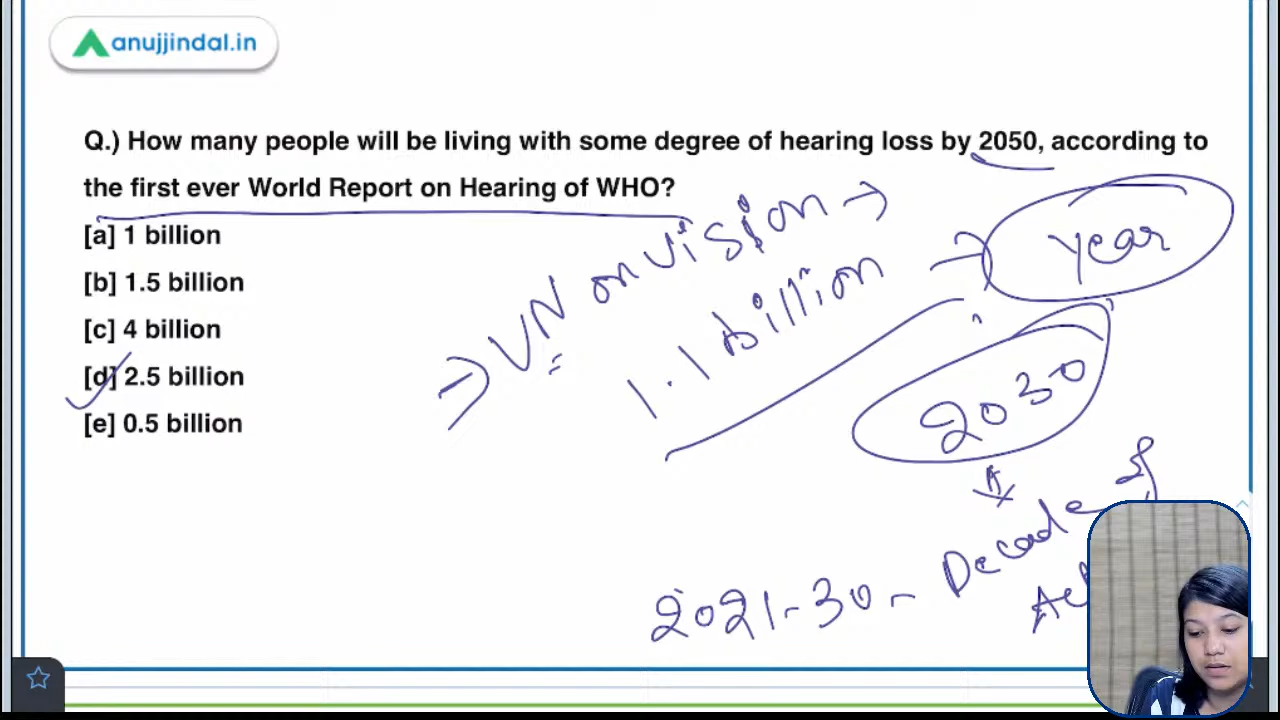 anujjindal.in
Q.) How many people will be living with some degree of hearing loss by 2050, according to
the first ever World Report on Hearing of WHO?
[a] 1 billion
[b] 1.5 billion
[c] 4 billion
[d] 2.5 billion
[e] 0.5 billion
UN on vision
1.1 billion
year
2030
2021-30 - Decade of